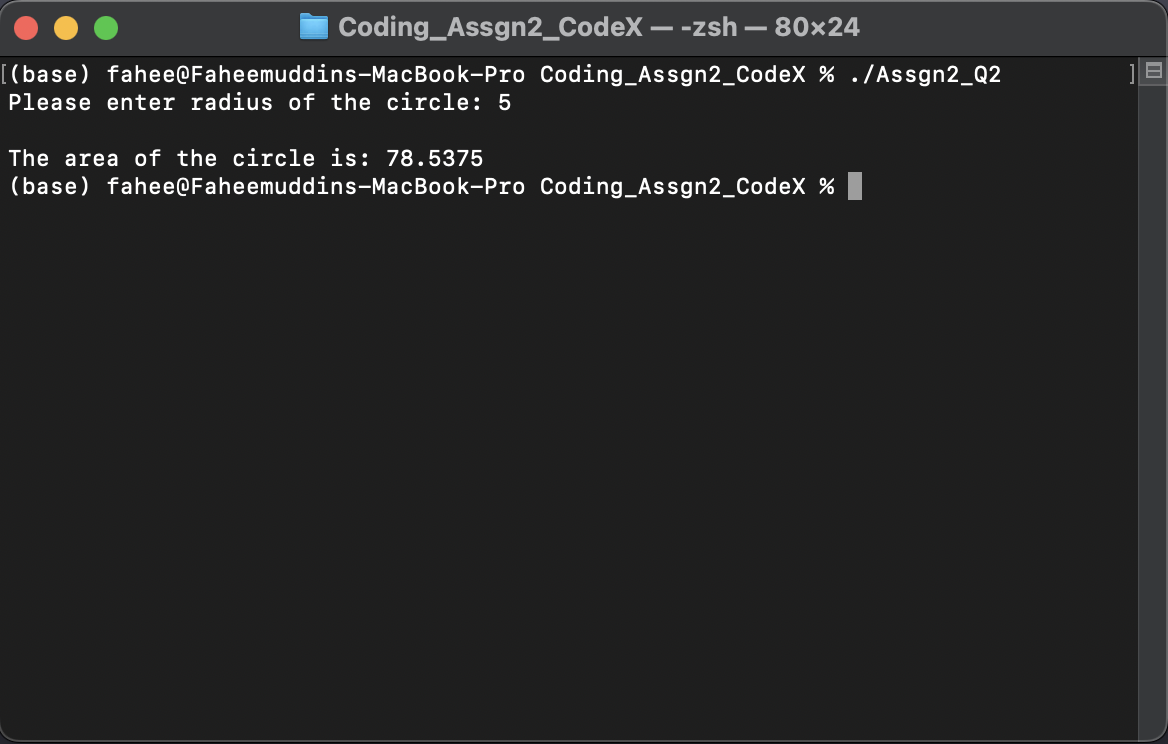 Coding_Assgn2_CodeX — -zsh — 80×24
[(base) fahee@Faheemuddins-MacBook-Pro Coding_Assgn2_CodeX % ./Assgn2_Q2 ]
Please enter radius of the circle: 5
The area of the circle is: 78.5375
(base) fahee@Faheemuddins-MacBook-Pro Coding_Assgn2_CodeX %